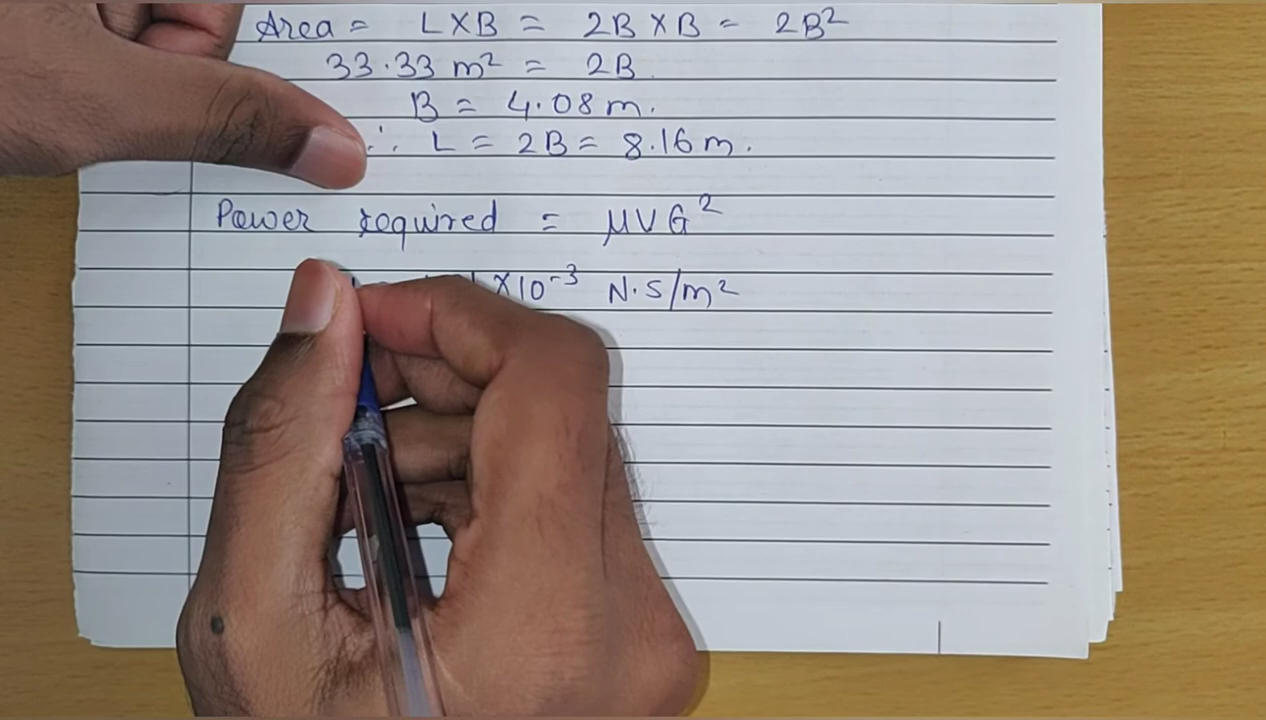 Area = L×B = 2B×B = 2B²
33.33 m² = 2B
B = 4.08 m.
∴ L = 2B = 8.16 m.
Power required = μVG²
×10⁻³ N.S/m²